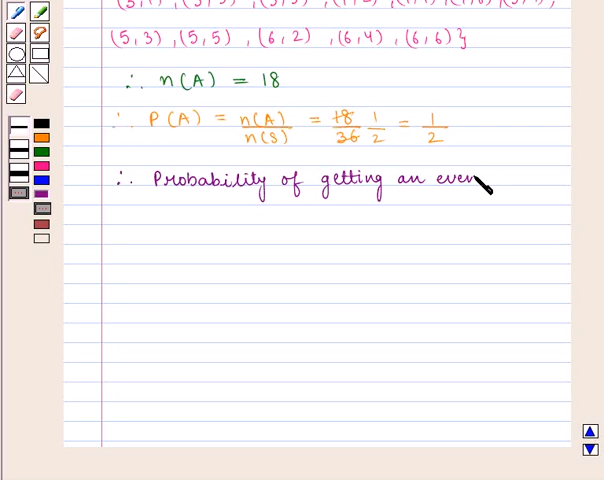 (5,3) , (5,5) , (6,2) , (6,4) , (6,6) }
∴ n(A) = 18
∴ P(A) = n(A)/n(S) = 18/36 1/2 = 1/2
∴ Probability of getting an even